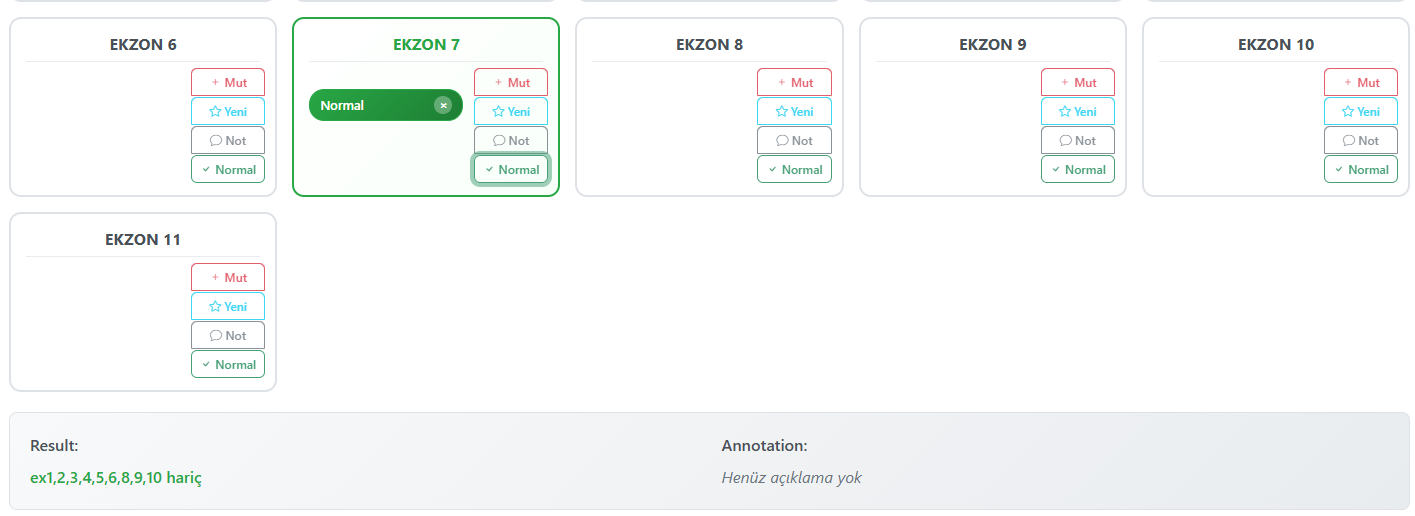 EKZON 6
EKZON 7
EKZON 8
EKZON 9
EKZON 10
+ Mut
Yeni
Not
Normal
Normal
+ Mut
Yeni
Not
Normal
+ Mut
Yeni
Not
Normal
+ Mut
Yeni
Not
Normal
+ Mut
Yeni
Not
Normal
EKZON 11
+ Mut
Yeni
Not
Normal
Result:
ex1,2,3,4,5,6,8,9,10 hariç
Annotation:
Henüz açıklama yok